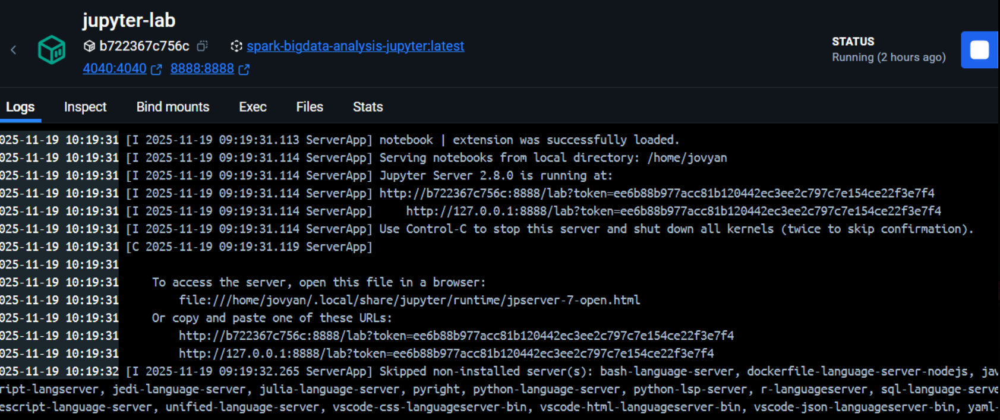 jupyter-lab
b722367c756c spark-bigdata-analysis-jupyter:latest
4040:4040 8888:8888
STATUS
Running (2 hours ago)
Logs Inspect Bind mounts Exec Files Stats
025-11-19 10:19:31 [I 2025-11-19 09:19:31.113 ServerApp] notebook | extension was successfully loaded.
025-11-19 10:19:31 [I 2025-11-19 09:19:31.114 ServerApp] Serving notebooks from local directory: /home/jovyan
025-11-19 10:19:31 [I 2025-11-19 09:19:31.114 ServerApp] Jupyter Server 2.8.0 is running at:
025-11-19 10:19:31 [I 2025-11-19 09:19:31.114 ServerApp] http://b722367c756c:8888/lab?token=ee6b88b977acc81b120442ec3ee2c797c7e154ce22f3e7f4
025-11-19 10:19:31 [I 2025-11-19 09:19:31.114 ServerApp]     http://127.0.0.1:8888/lab?token=ee6b88b977acc81b120442ec3ee2c797c7e154ce22f3e7f4
025-11-19 10:19:31 [I 2025-11-19 09:19:31.114 ServerApp] Use Control-C to stop this server and shut down all kernels (twice to skip confirmation).
025-11-19 10:19:31 [C 2025-11-19 09:19:31.119 ServerApp]
025-11-19 10:19:31
025-11-19 10:19:31     To access the server, open this file in a browser:
025-11-19 10:19:31         file:///home/jovyan/.local/share/jupyter/runtime/jpserver-7-open.html
025-11-19 10:19:31     Or copy and paste one of these URLs:
025-11-19 10:19:31         http://b722367c756c:8888/lab?token=ee6b88b977acc81b120442ec3ee2c797c7e154ce22f3e7f4
025-11-19 10:19:31         http://127.0.0.1:8888/lab?token=ee6b88b977acc81b120442ec3ee2c797c7e154ce22f3e7f4
025-11-19 10:19:32 [I 2025-11-19 09:19:32.265 ServerApp] Skipped non-installed server(s): bash-language-server, dockerfile-language-server-nodejs, jav
ript-langserver, jedi-language-server, julia-language-server, pyright, python-language-server, python-lsp-server, r-languageserver, sql-language-serve
escript-language-server, unified-language-server, vscode-css-languageserver-bin, vscode-html-languageserver-bin, vscode-json-languageserver-bin, yaml-